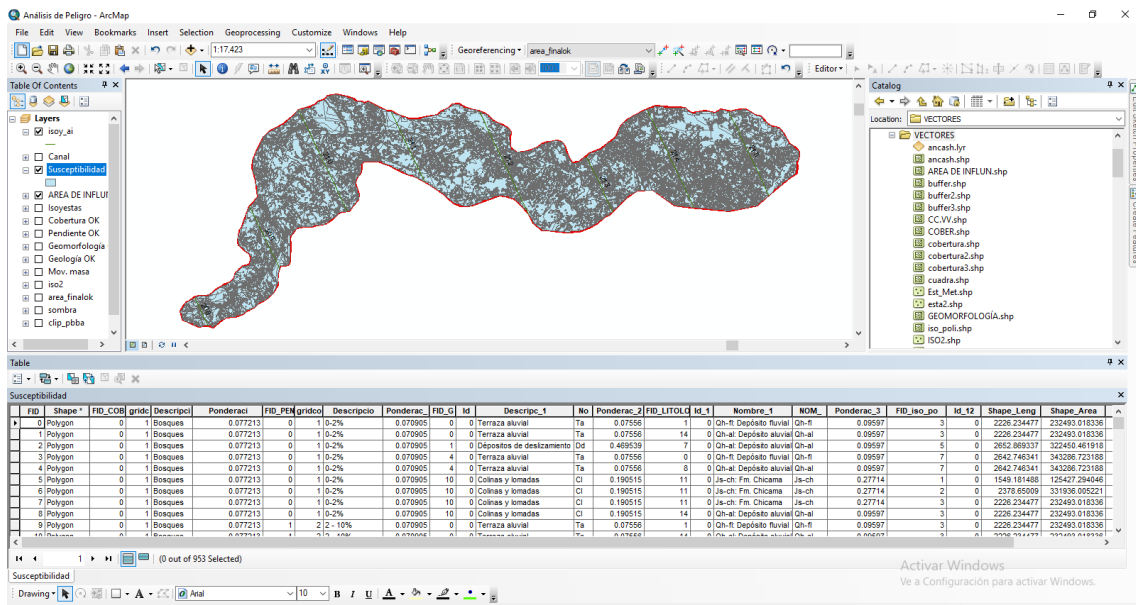 Análisis de Peligro - ArcMap
File Edit View Bookmarks Insert Selection Geoprocessing Customize Windows Help
1:17,423
Georeferencing area_finalok
Editor
Table Of Contents
Layers
isoy_ai
Canal
Susceptibilidad
AREA DE INFLU
Isoyestas
Cobertura OK
Pendiente OK
Geomorfología
Geología OK
Mov. masa
iso2
area_finalok
sombra
clip_pbba
Catalog
Location: VECTORES
VECTORES
ancash.lyr
ancash.shp
AREA DE INFLUN.shp
buffer.shp
buffer2.shp
buffer3.shp
CC.VV.shp
COBER.shp
cobertura.shp
cobertura2.shp
cobertura3.shp
cuadra.shp
Est_Met.shp
esta2.shp
GEOMORFOLOGÍA.shp
iso_poli.shp
ISO2.shp
Table
Susceptibilidad
FID Shape * FID_COB gridc Descripci Ponderaci FID_PEN gridco Descripcio Ponderac_ FID_G Id Descripc_1 No Ponderac_2 FID_LITOLO Id_1 Nombre_1 NOM_ Ponderac_3 FID_iso_po Id_12 Shape_Leng Shape_Area
0 Polygon 0 1 Bosques 0.077213 0 1 0-2% 0.070905 0 0 Terraza aluvial Ta 0.07556 1 0 Qh-fl: Depósito fluvial Qh-fl 0.09597 3 0 2226.234477 232493.018336
1 Polygon 0 1 Bosques 0.077213 0 1 0-2% 0.070905 0 0 Terraza aluvial Ta 0.07556 14 0 Qh-al: Depósito aluvial Qh-al 0.09597 3 0 2226.234477 232493.018336
2 Polygon 0 1 Bosques 0.077213 0 1 0-2% 0.070905 1 0 Dépositos de deslizamiento Dd 0.469539 7 0 Qh-al: Depósito aluvial Qh-al 0.09597 5 0 2652.869337 322450.461918
3 Polygon 0 1 Bosques 0.077213 0 1 0-2% 0.070905 4 0 Terraza aluvial Ta 0.07556 0 0 Qh-fl: Depósito fluvial Qh-fl 0.09597 7 0 2642.746341 343286.723188
4 Polygon 0 1 Bosques 0.077213 0 1 0-2% 0.070905 4 0 Terraza aluvial Ta 0.07556 8 0 Qh-al: Depósito aluvial Qh-al 0.09597 7 0 2642.746341 343286.723188
5 Polygon 0 1 Bosques 0.077213 0 1 0-2% 0.070905 10 0 Colinas y lomadas Cl 0.190515 11 0 Js-ch: Fm. Chicama Js-ch 0.27714 1 0 1549.181488 125427.294046
6 Polygon 0 1 Bosques 0.077213 0 1 0-2% 0.070905 10 0 Colinas y lomadas Cl 0.190515 11 0 Js-ch: Fm. Chicama Js-ch 0.27714 2 0 2378.65009 331936.005221
7 Polygon 0 1 Bosques 0.077213 0 1 0-2% 0.070905 10 0 Colinas y lomadas Cl 0.190515 11 0 Js-ch: Fm. Chicama Js-ch 0.27714 3 0 2226.234477 232493.018336
8 Polygon 0 1 Bosques 0.077213 0 1 0-2% 0.070905 10 0 Colinas y lomadas Cl 0.190515 14 0 Qh-al: Depósito aluvial Qh-al 0.09597 3 0 2226.234477 232493.018336
9 Polygon 0 1 Bosques 0.077213 1 2 2 - 10% 0.070905 0 0 Terraza aluvial Ta 0.07556 1 0 Qh-fl: Depósito fluvial Qh-fl 0.09597 3 0 2226.234477 232493.018336
1 (0 out of 953 Selected)
Susceptibilidad
Activar Windows
Ve a Configuración para activar Windows.
Drawing Arial 10 B I U A